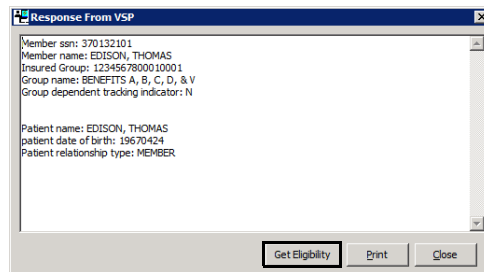 Response From VSP
Member ssn: 370132101
Member name: EDISON, THOMAS
Insured Group: 1234567800010001
Group name: BENEFITS A, B, C, D, & V
Group dependent tracking indicator: N
Patient name: EDISON, THOMAS
patient date of birth: 19670424
Patient relationship type: MEMBER
Get Eligibility Print Close